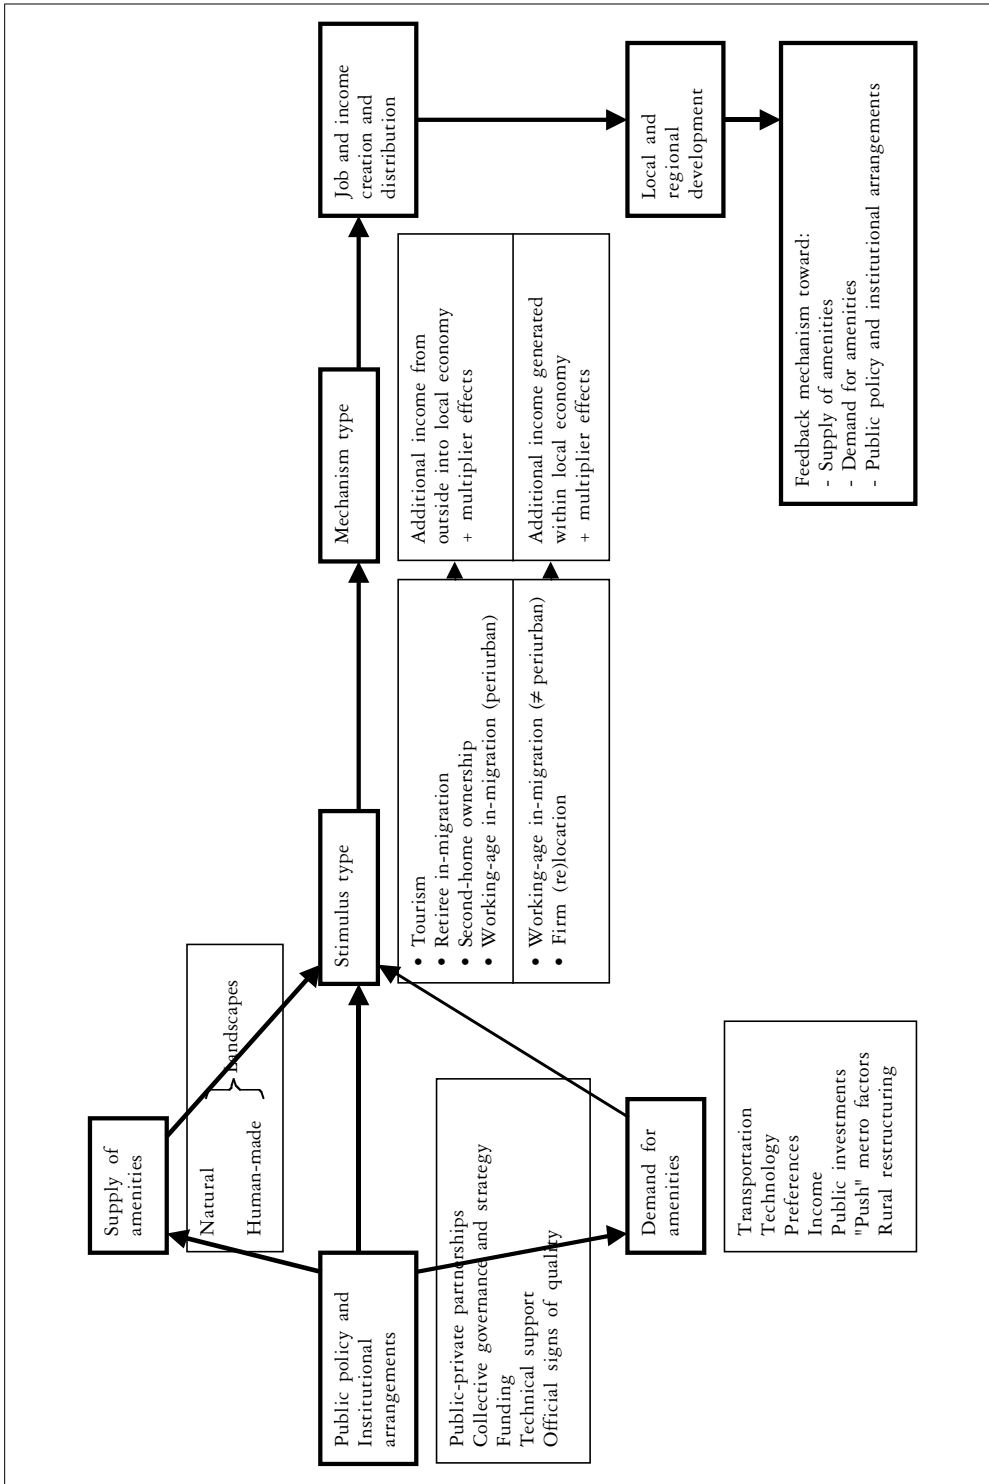 Supply of
amenities
Natural
Human-made
Landscapes
Public policy and
Institutional
arrangements
Public-private partnerships
Collective governance and strategy
Funding
Technical support
Official signs of quality
Demand for
amenities
Transportation
Technology
Preferences
Income
Public investments
"Push" metro factors
Rural restructuring
Stimulus type
• Tourism
• Retiree in-migration
• Second-home ownership
• Working-age in-migration (periurban)
• Working-age in-migration (≠ periurban)
• Firm (re)location
Mechanism type
Additional income from
outside into local economy
+ multiplier effects
Additional income generated
within local economy
+ multiplier effects
Job and income
creation and
distribution
Local and
regional
development
Feedback mechanism toward:
- Supply of amenities
- Demand for amenities
- Public policy and institutional arrangements